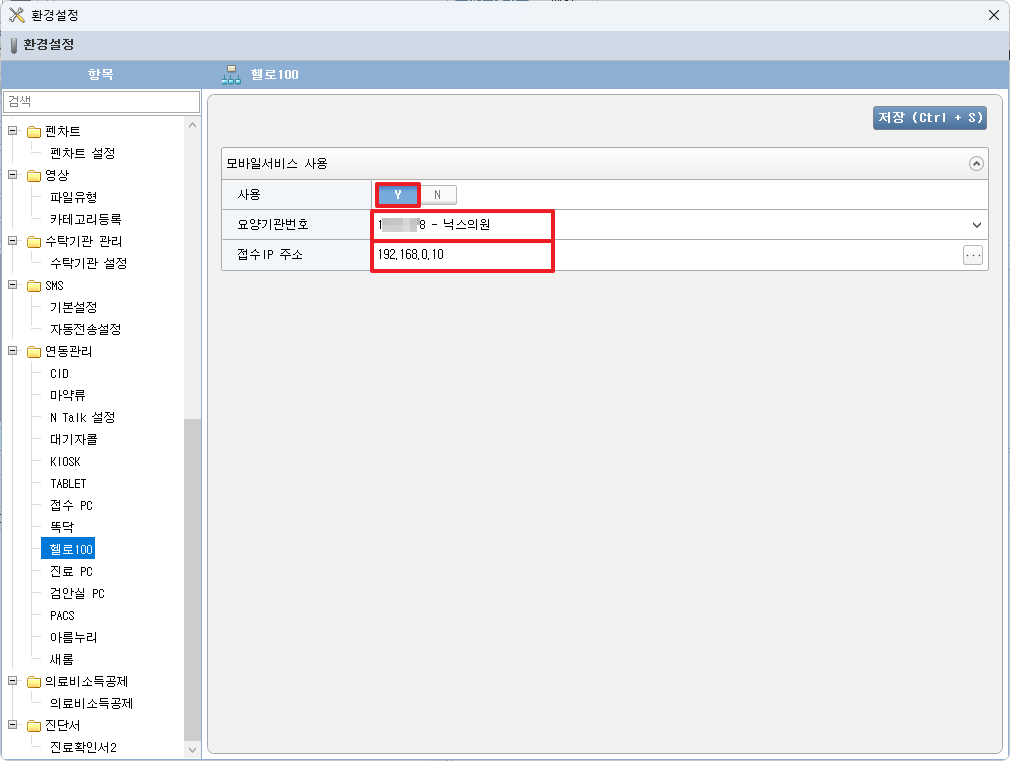 환경설정
환경설정
항목
헬로100
검색
저장 (Ctrl + S)
펜차트
펜차트 설정
영상
파일유형
카테고리등록
수탁기관 관리
수탁기관 설정
SMS
기본설정
자동전송설정
연동관리
CID
마약류
N Talk 설정
대기자콜
KIOSK
TABLET
접수 PC
똑닥
헬로100
진료 PC
검안실 PC
PACS
아름누리
새롬
의료비소득공제
의료비소득공제
진단서
진료확인서2
모바일서비스 사용
사용 Y N
요양기관번호 1 8 - 닉스의원
접수IP 주소 192.168.0.10